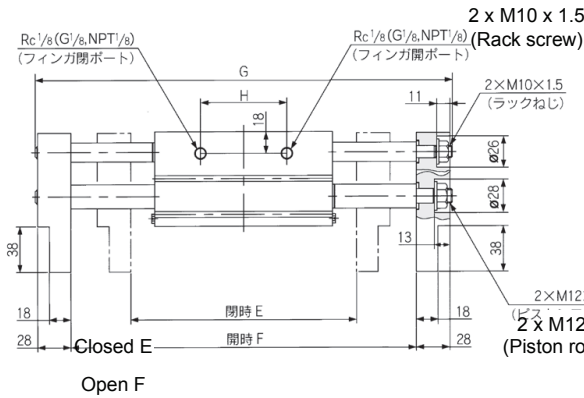 2 x M10 x 1.5
(Rack screw)
Rc1/8(G1/8,NPT1/8)
(フィンガ閉ポート)
Rc1/8(G1/8,NPT1/8)
(フィンガ開ポート)
G
H
18
11
2×M10×1.5
(ラックねじ)
ø26
ø28
13
38
38
18
28
閉時E
開時F
18
28
2×M12
2 x M12
(Piston ro
Closed E
Open F